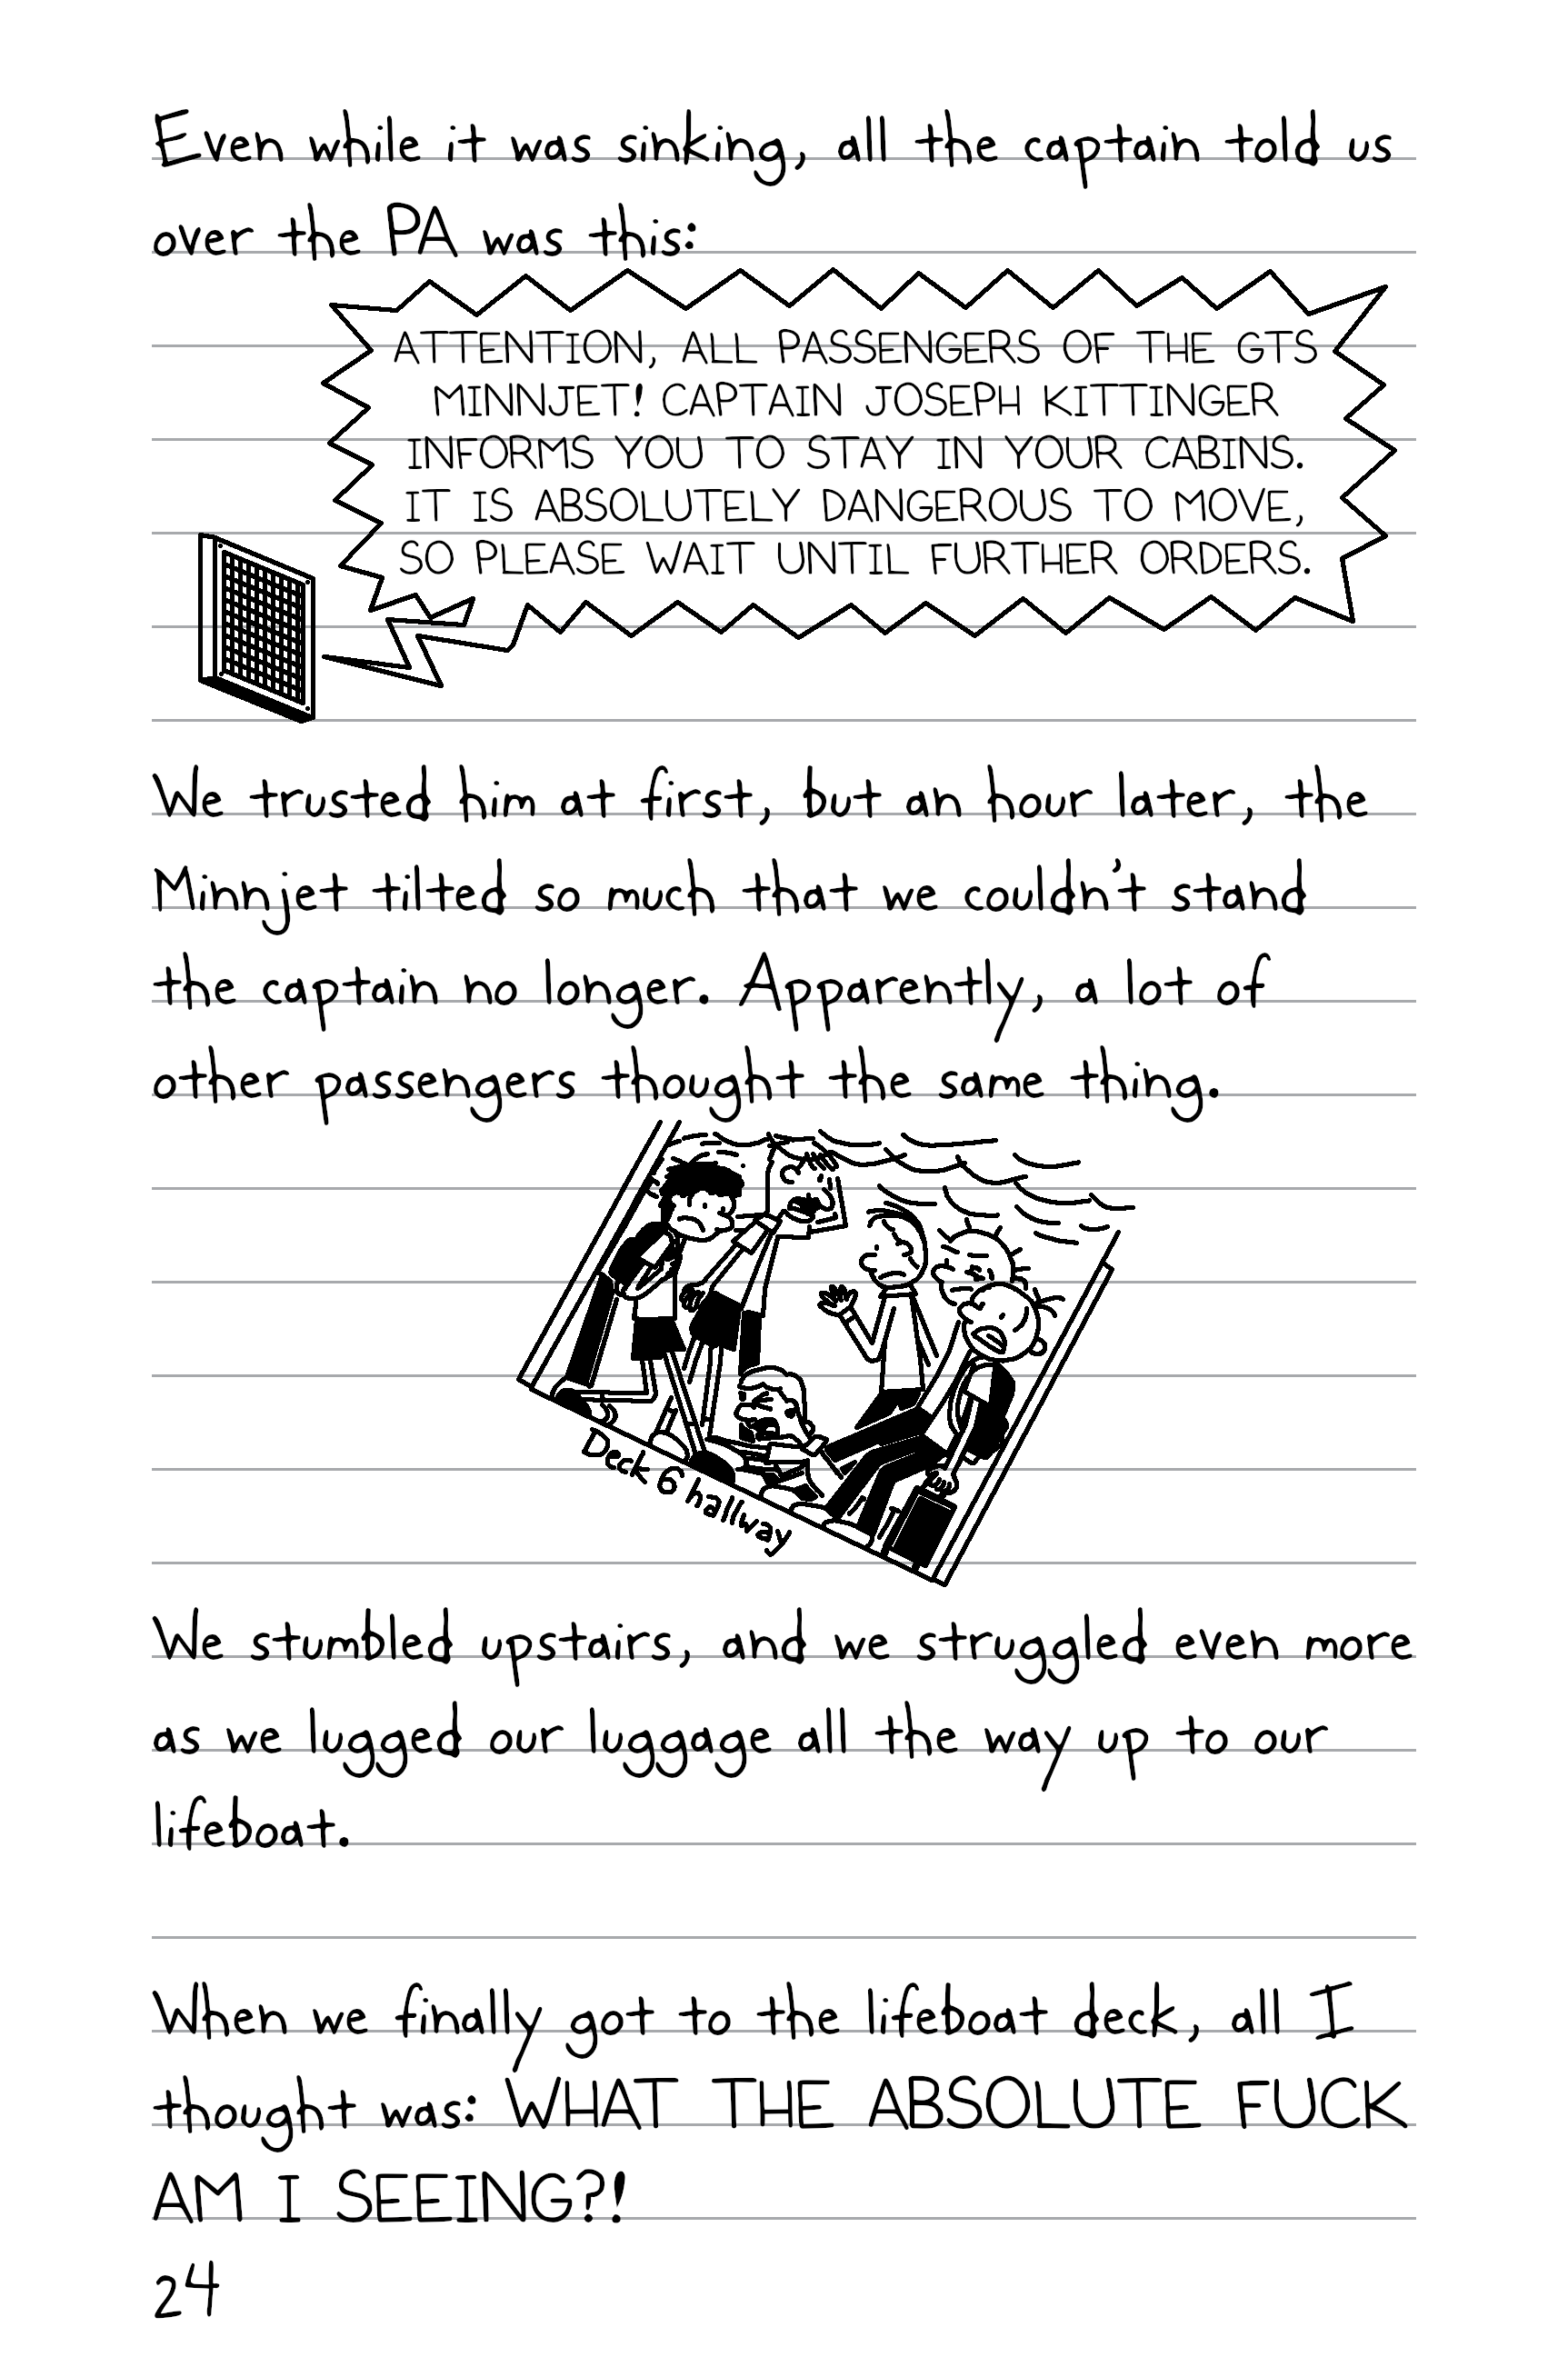 Even while it was sinking, all the captain told us
over the PA was this:
ATTENTION, ALL PASSENGERS OF THE GTS
MINNJET! CAPTAIN JOSEPH KITTINGER
INFORMS YOU TO STAY IN YOUR CABINS.
IT IS ABSOLUTELY DANGEROUS TO MOVE,
SO PLEASE WAIT UNTIL FURTHER ORDERS.
We trusted him at first, but an hour later, the
Minnjet tilted so much that we couldn't stand
the captain no longer. Apparently, a lot of
other passengers thought the same thing.
Deck 6 hallway
We stumbled upstairs, and we struggled even more
as we lugged our luggage all the way up to our
lifeboat.
When we finally got to the lifeboat deck, all I
thought was: WHAT THE ABSOLUTE FUCK
AM I SEEING?!
24